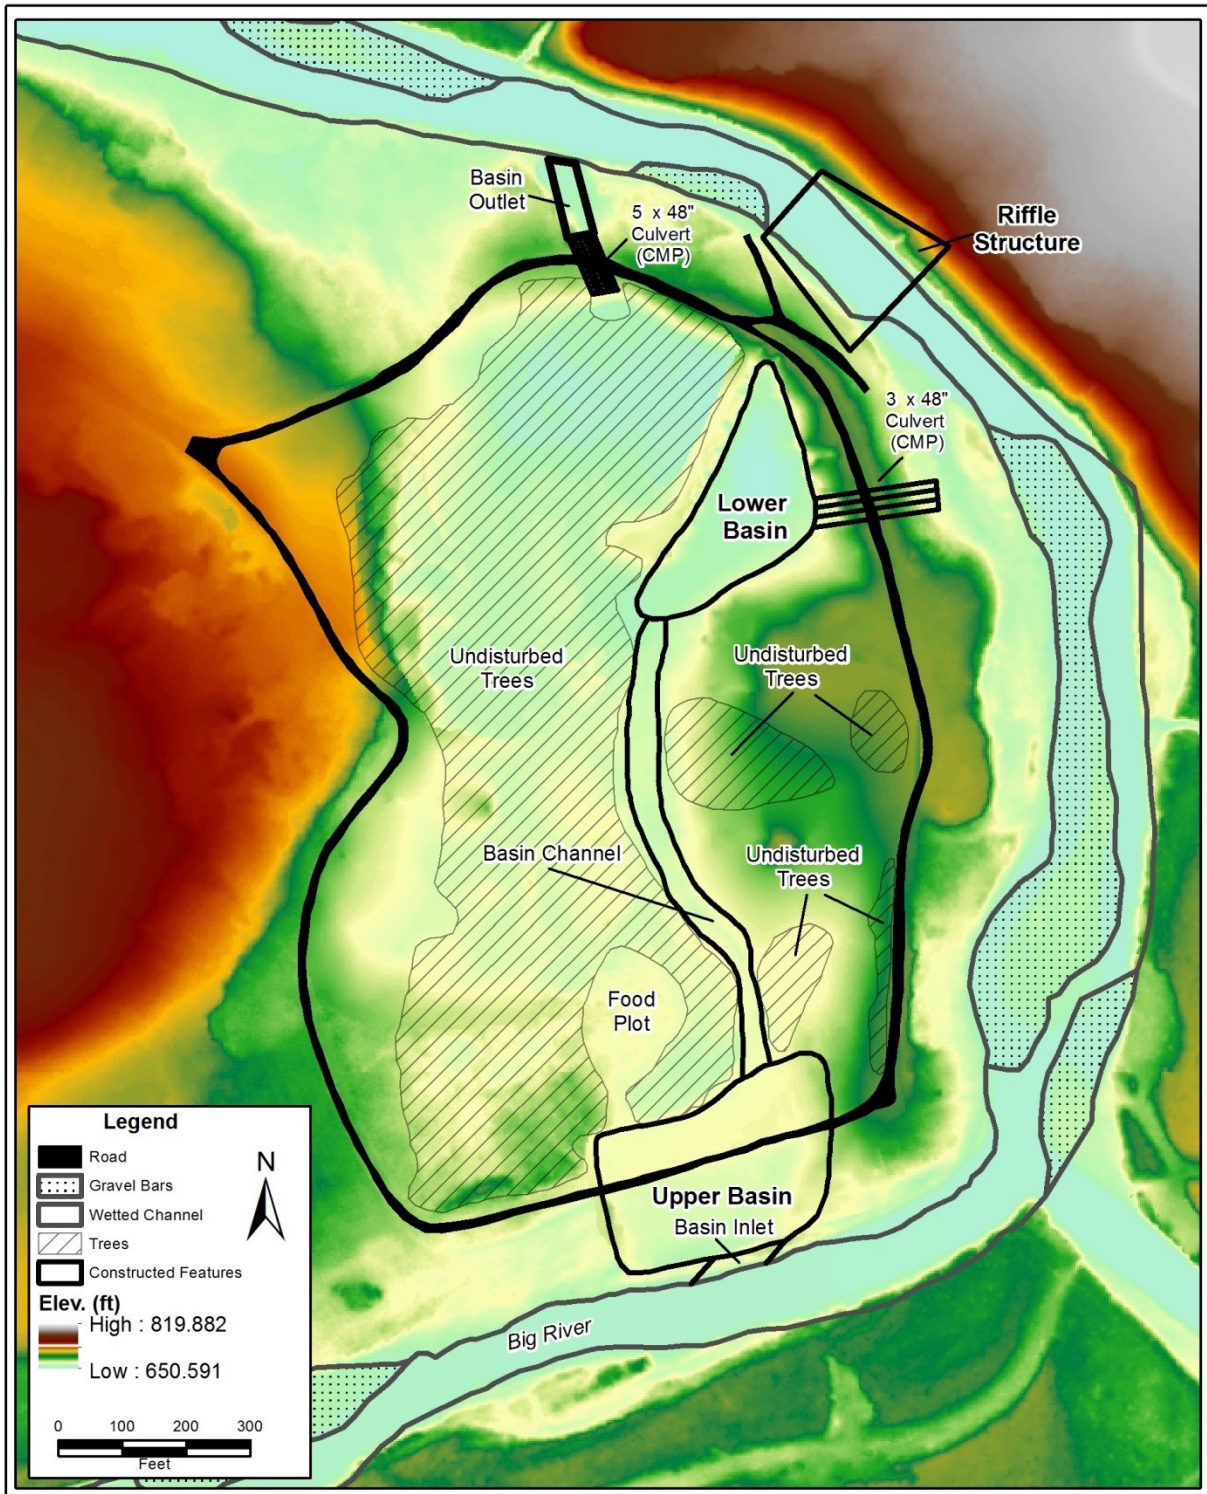 Basin
Outlet
5 x 48"
Culvert
(CMP)
Riffle
Structure
3 x 48"
Culvert
(CMP)
Lower
Basin
Undisturbed
Trees
Undisturbed
Trees
Basin Channel
Undisturbed
Trees
Food
Plot
Upper Basin
Basin Inlet
Big River
Legend
Road
Gravel Bars
Wetted Channel
Trees
Constructed Features
N
Elev. (ft)
High : 819.882
Low : 650.591
0 100 200 300
Feet